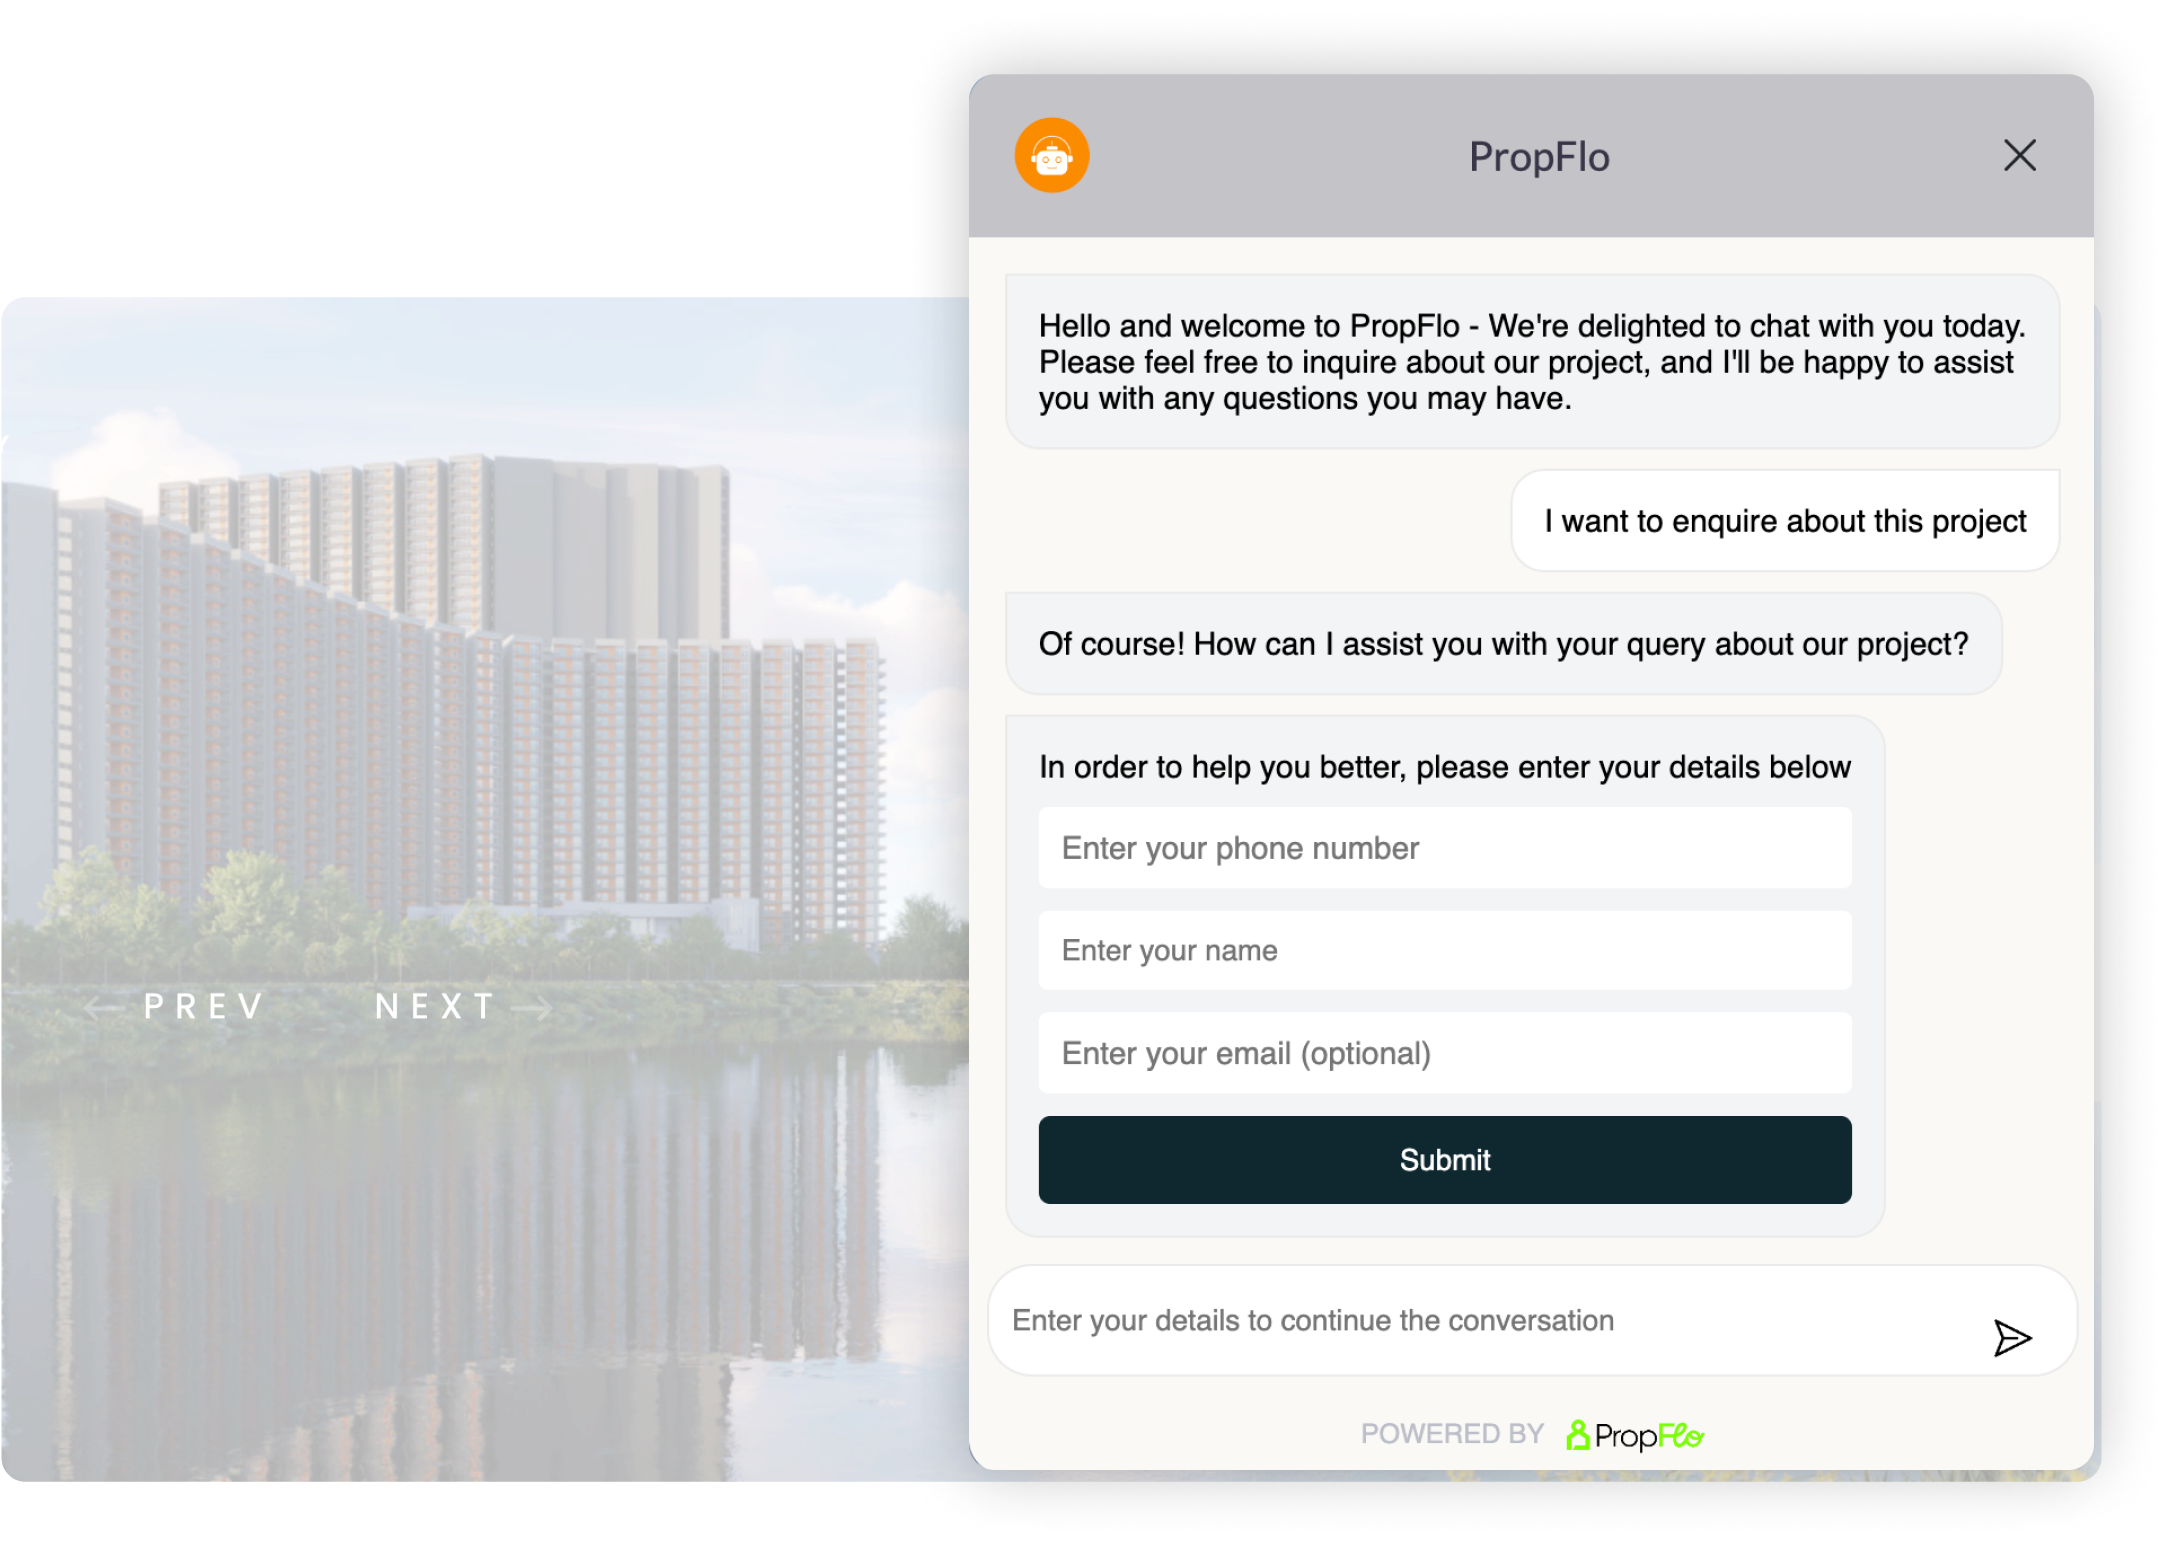 PropFlo
Hello and welcome to PropFlo - We're delighted to chat with you today.
Please feel free to inquire about our project, and I'll be happy to assist
you with any questions you may have.
I want to enquire about this project
Of course! How can I assist you with your query about our project?
In order to help you better, please enter your details below
Enter your phone number
Enter your name
Enter your email (optional)
Submit
Enter your details to continue the conversation
POWERED BY PropFlo
PREV NEXT